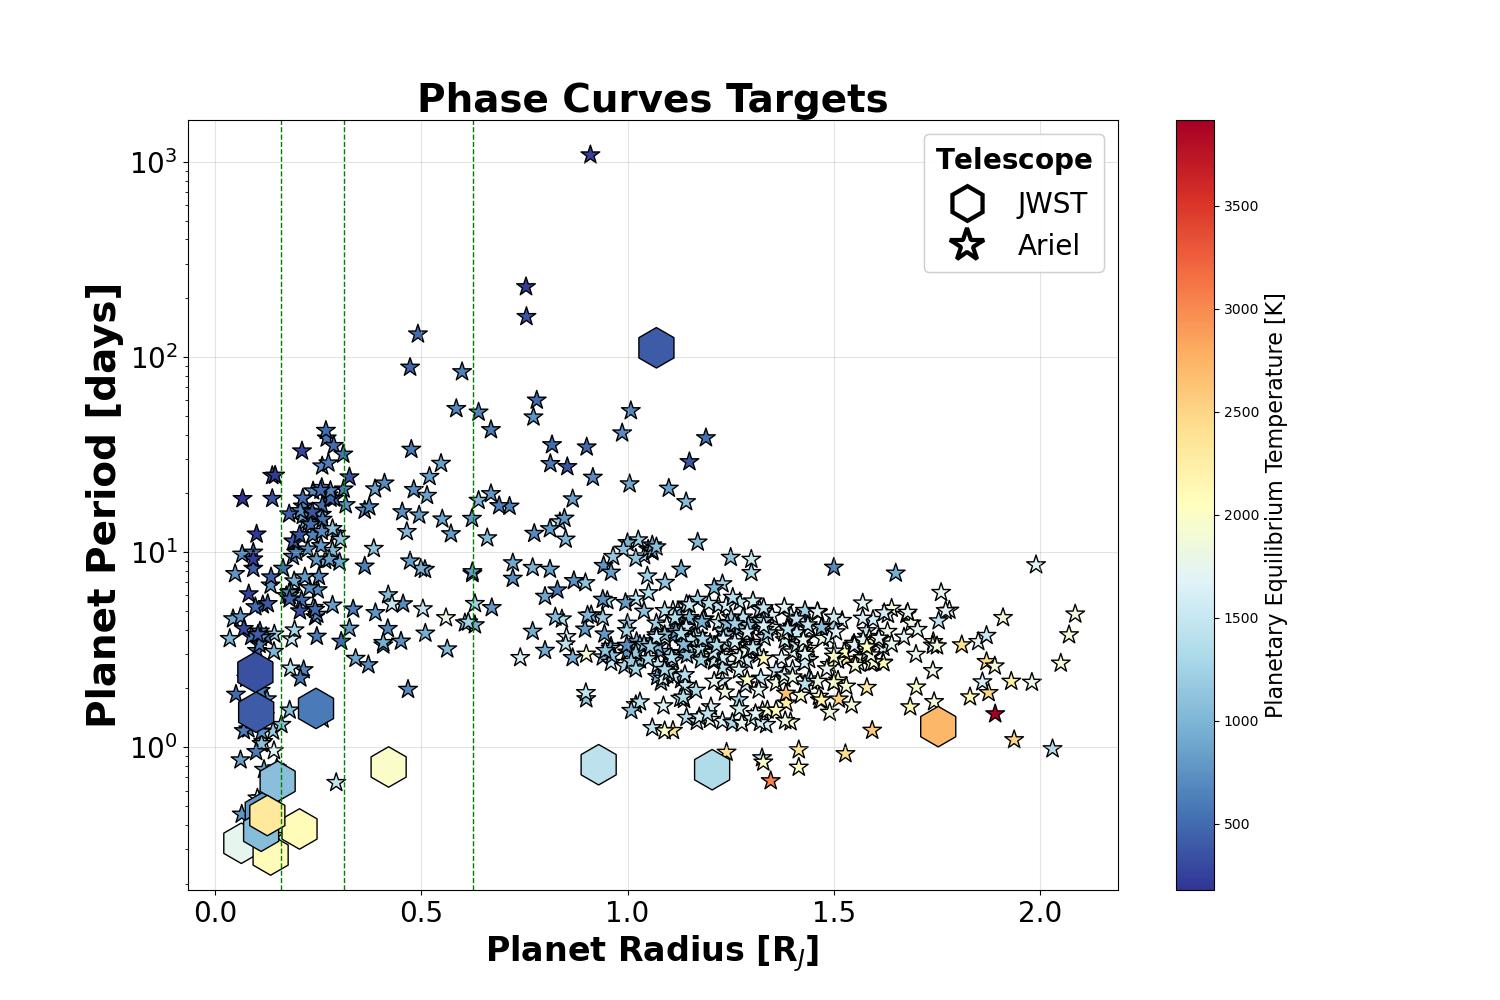 Phase Curves Targets
Telescope
JWST
Ariel
Planet Period [days]
10³
10²
10¹
10⁰
0.0 0.5 1.0 1.5 2.0
Planet Radius [R_J]
3500
3000
2500
2000
1500
1000
500
Planetary Equilibrium Temperature [K]